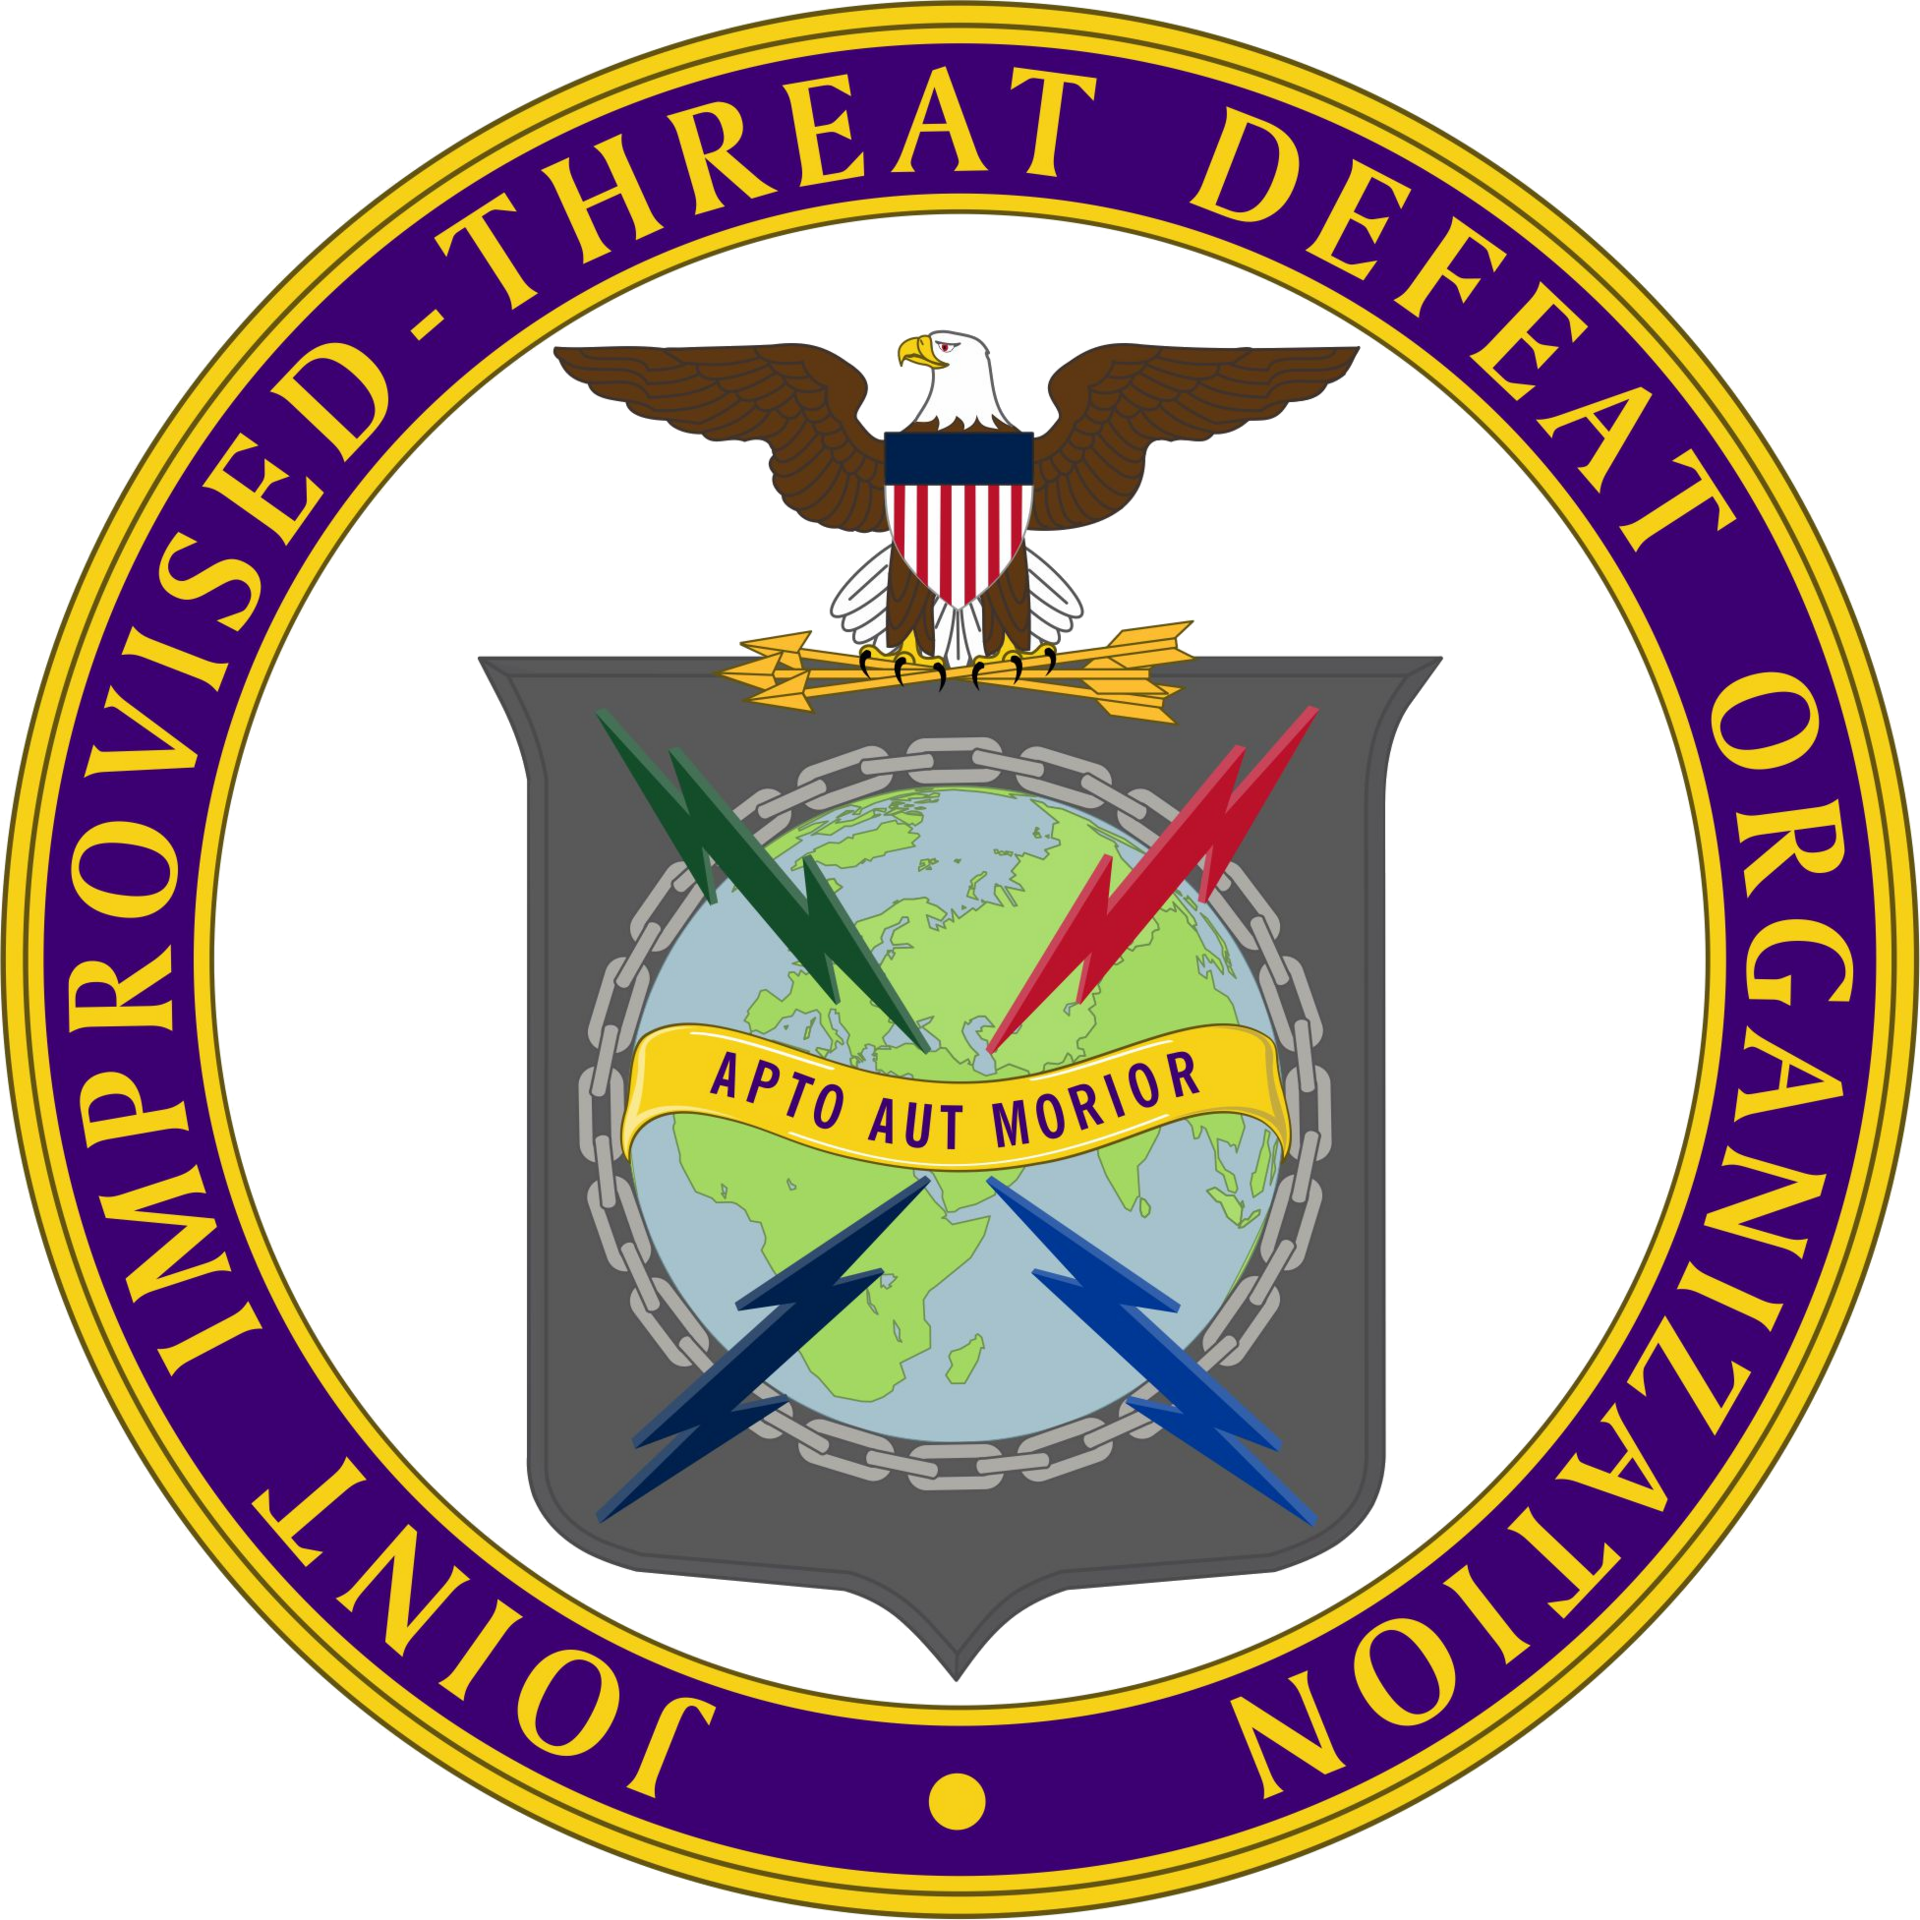 JOINT IMPROVISED-THREAT DEFEAT ORGANIZATION
APTO AUT MORIOR